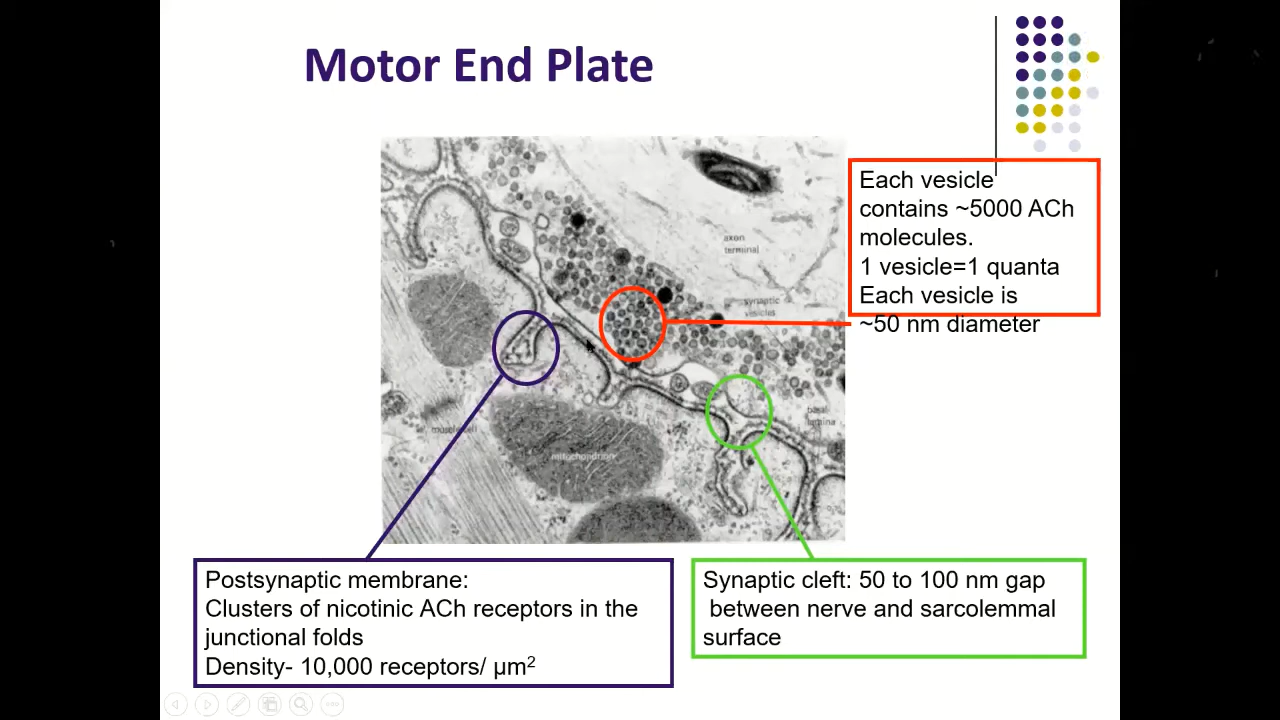 Motor End Plate
Each vesicle
contains ~5000 ACh
molecules.
1 vesicle=1 quanta
Each vesicle is
~50 nm diameter
axon
terminal
synaptic
vesicles
basal
lamina
muscle cell
mitochondrion
Postsynaptic membrane:
Clusters of nicotinic ACh receptors in the
junctional folds
Density- 10,000 receptors/ µm²
Synaptic cleft: 50 to 100 nm gap
between nerve and sarcolemmal
surface